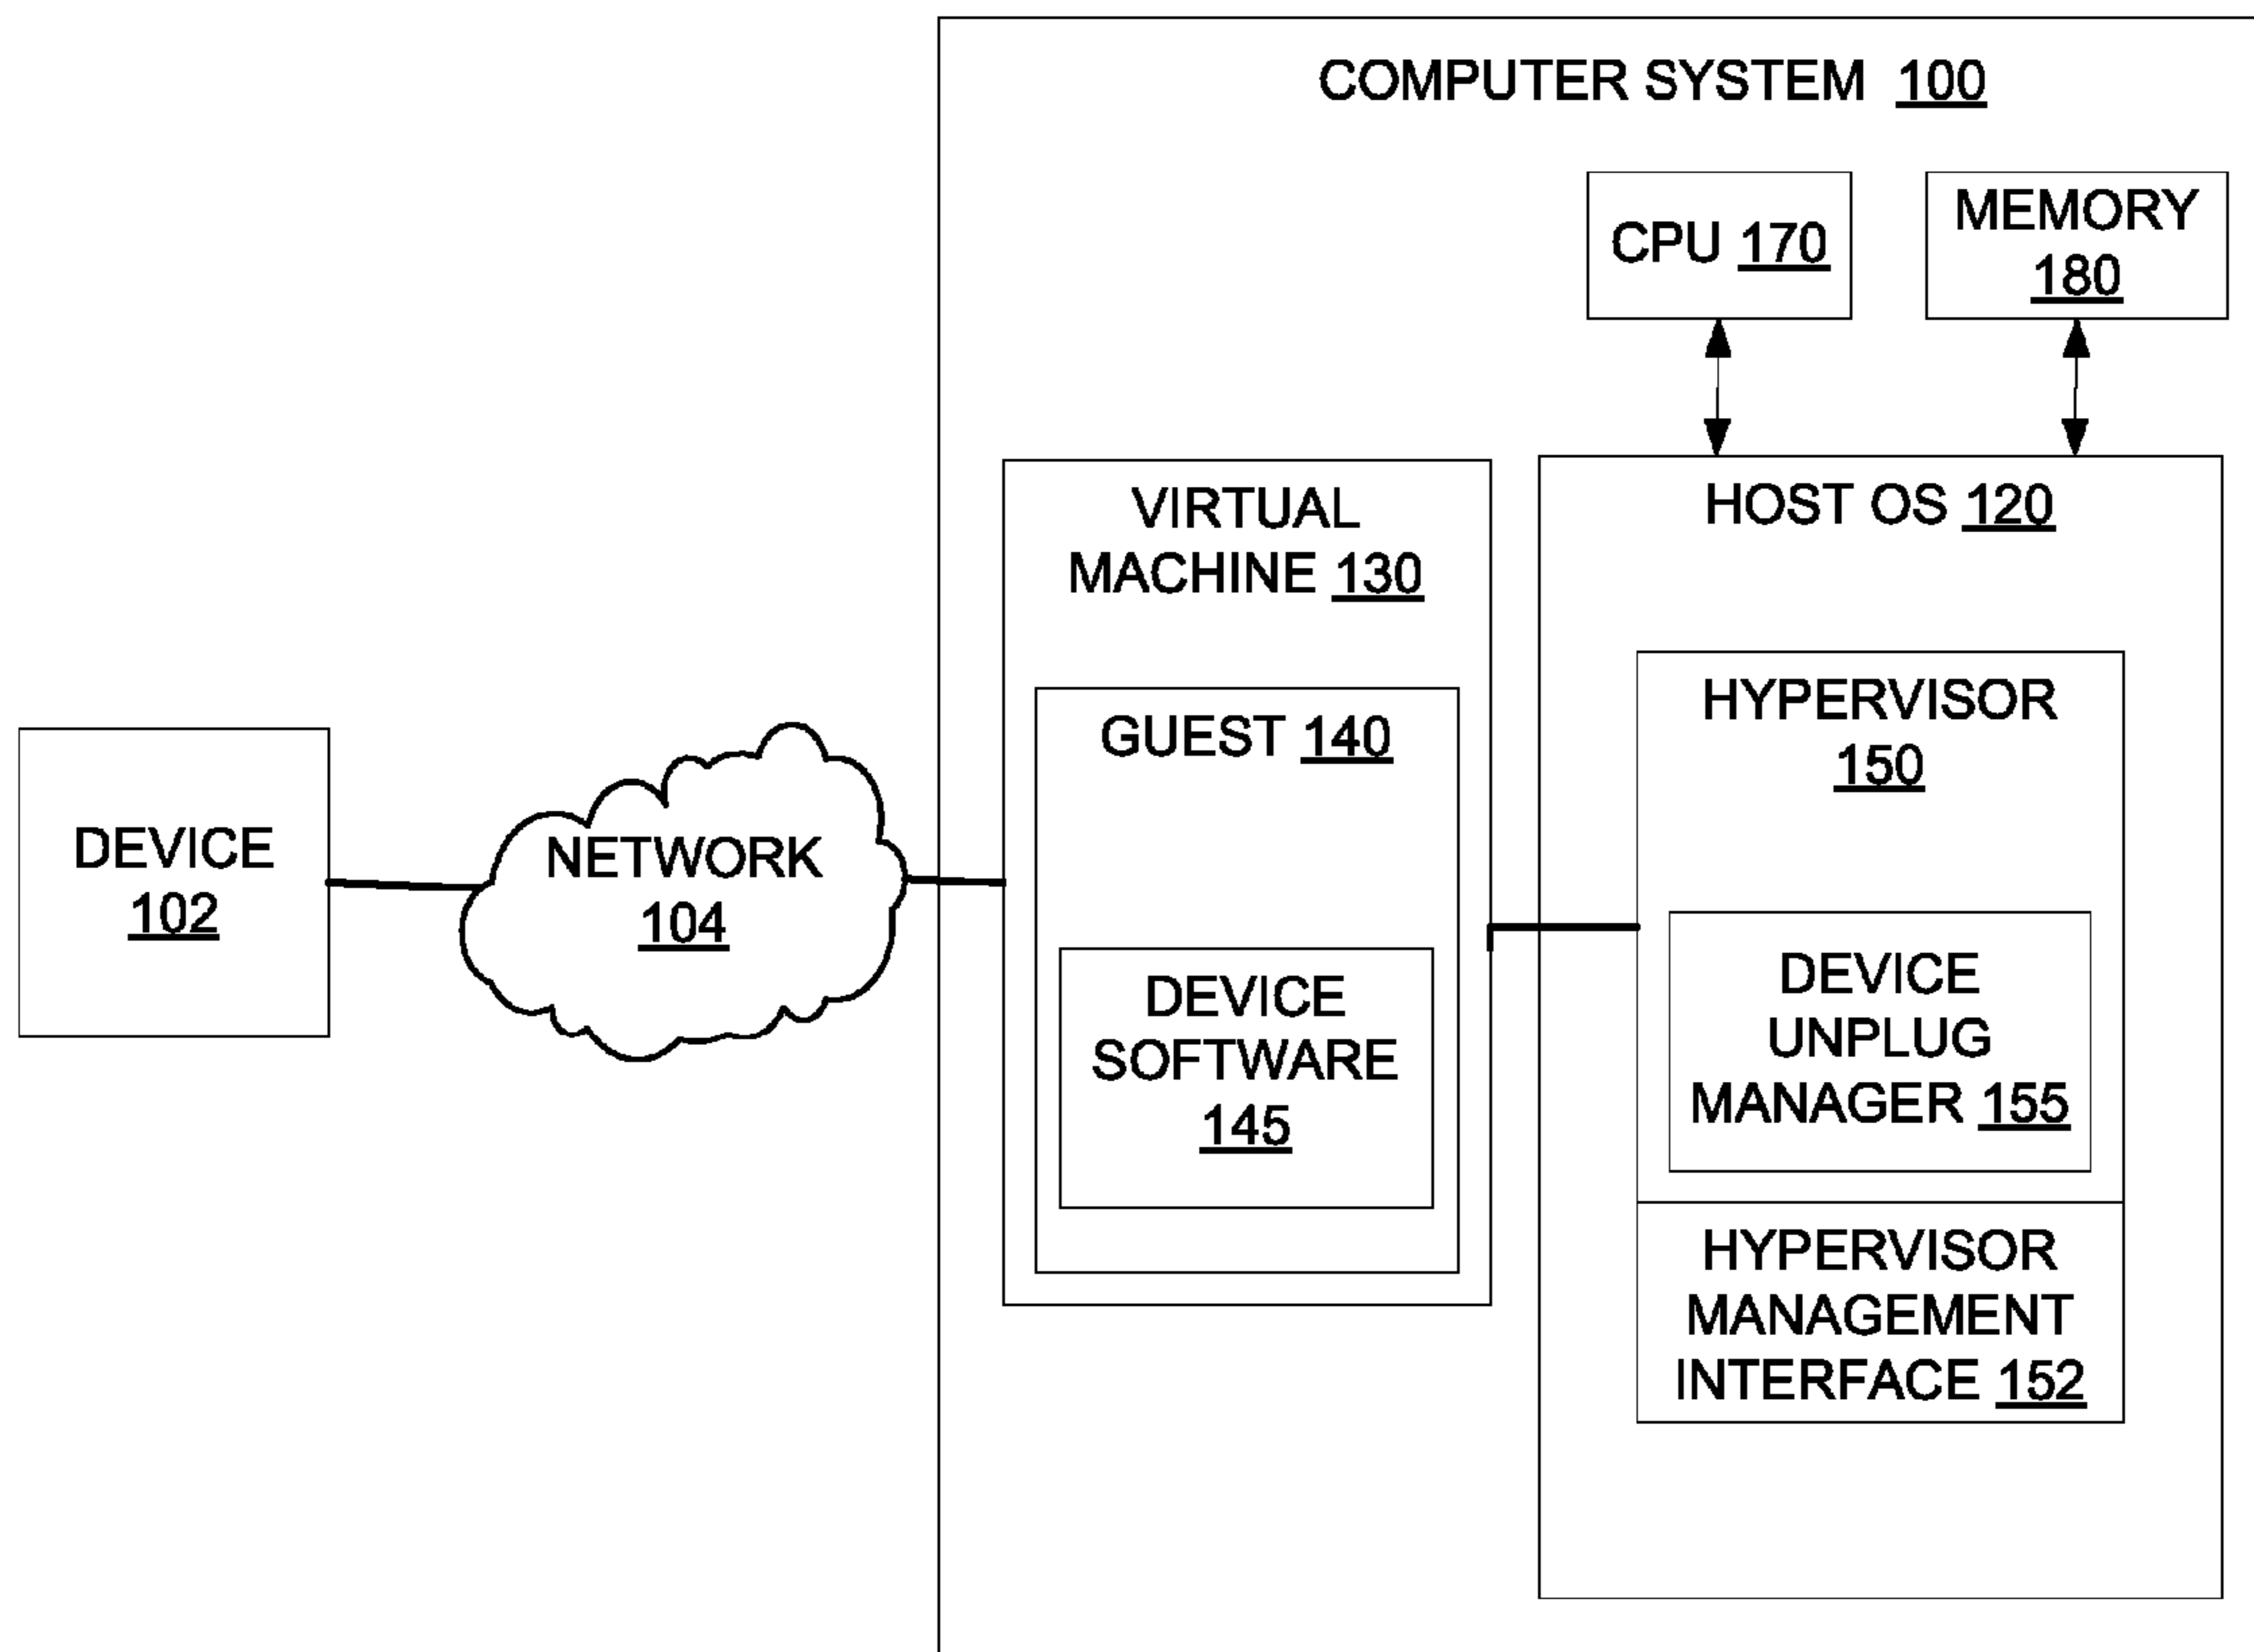 COMPUTER SYSTEM 100
CPU 170
MEMORY
180
VIRTUAL
MACHINE 130
HOST OS 120
GUEST 140
HYPERVISOR
150
DEVICE
102
NETWORK
104
DEVICE
SOFTWARE
145
DEVICE
UNPLUG
MANAGER 155
HYPERVISOR
MANAGEMENT
INTERFACE 152